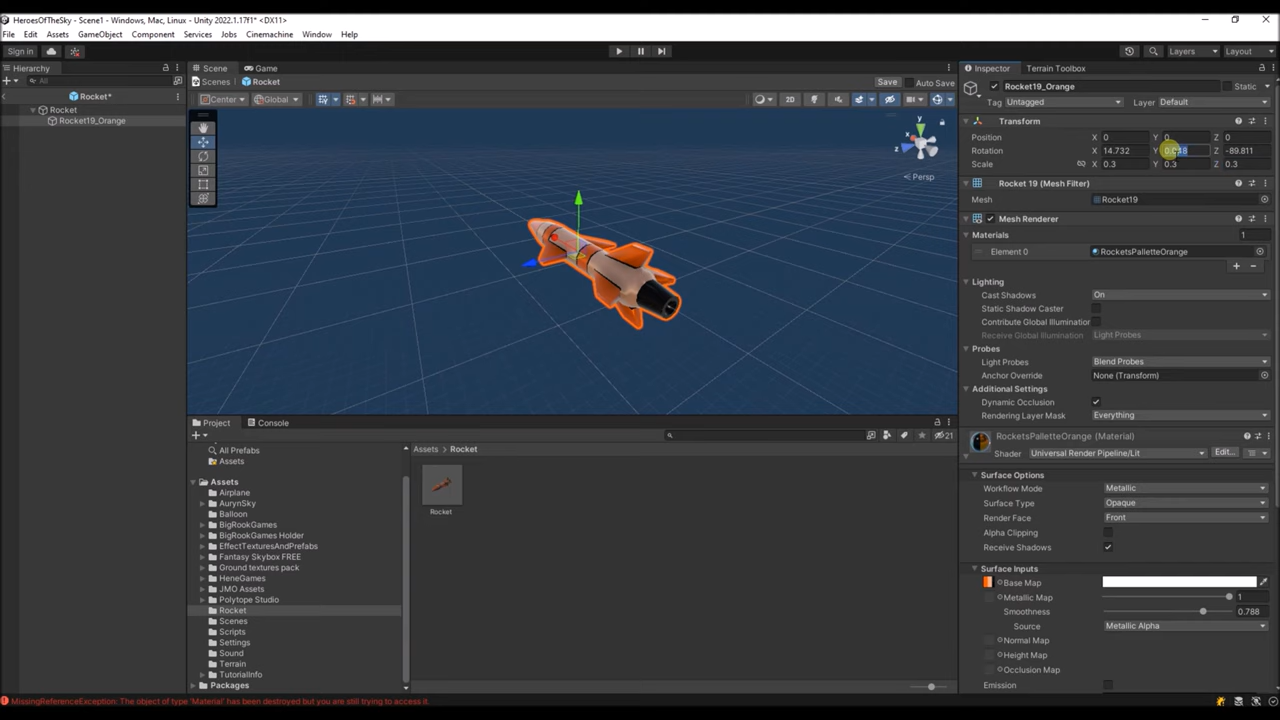 HeroesOfTheSky - Scene1 - Windows, Mac, Linux - Unity 2022.1.17f1* <DX11>
File Edit Assets GameObject Component Services Jobs Cinemachine Window Help
Sign in Layers Layout
Hierarchy Scene Game Inspector Terrain Toolbox
All Scenes Rocket Save Auto Save Rocket19_Orange Static
Rocket* Center Global 2D Tag Untagged Layer Default
Rocket
Rocket19_Orange
y
x
z
Persp
Transform
Position X 0 Y 0 Z 0
Rotation X 14.732 Y Z -89.811
Scale X 0.3 Y 0.3 Z 0.3
Rocket 19 (Mesh Filter)
Mesh Rocket19
Mesh Renderer
Materials 1
Element 0 RocketsPalletteOrange
Lighting
Cast Shadows On
Static Shadow Caster
Contribute Global Illumination
Receive Global Illumination Light Probes
Probes
Light Probes Blend Probes
Anchor Override None (Transform)
Additional Settings
Dynamic Occlusion
Rendering Layer Mask Everything
RocketsPalletteOrange (Material)
Shader Universal Render Pipeline/Lit Edit...
Surface Options
Workflow Mode Metallic
Surface Type Opaque
Render Face Front
Alpha Clipping
Receive Shadows
Surface Inputs
Base Map
Metallic Map 1
Smoothness 0.788
Source Metallic Alpha
Normal Map
Height Map
Occlusion Map
Emission
Project Console
21
All Prefabs
Assets
Assets
Airplane
AurynSky
Balloon
BigRookGames
BigRookGames Holder
EffectTexturesAndPrefabs
Fantasy Skybox FREE
Ground textures pack
HeneGames
JMO Assets
Polytope Studio
Rocket
Scenes
Scripts
Settings
Sound
Terrain
TutorialInfo
Packages
Assets Rocket
Rocket
MissingReferenceException: The object of type 'Material' has been destroyed but you are still trying to access it.